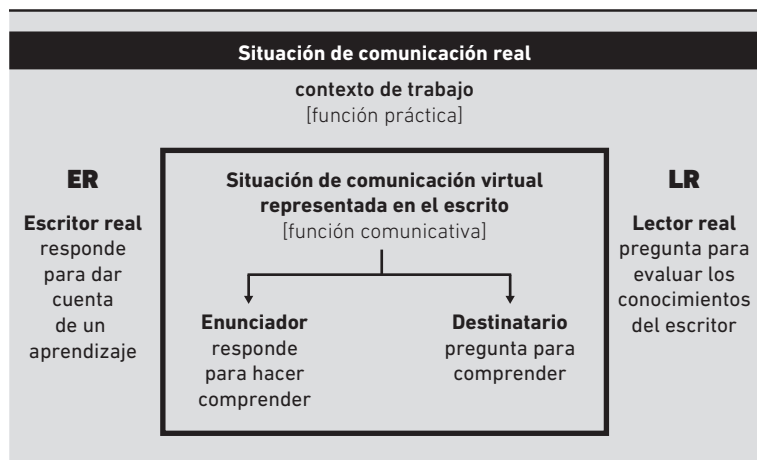 Situación de comunicación real
contexto de trabajo
[función práctica]
ER
Escritor real
responde
para dar
cuenta
de un
aprendizaje
Situación de comunicación virtual
representada en el escrito
[función comunicativa]
Enunciador
responde
para hacer
comprender
Destinatario
pregunta para
comprender
LR
Lector real
pregunta para
evaluar los
conocimientos
del escritor